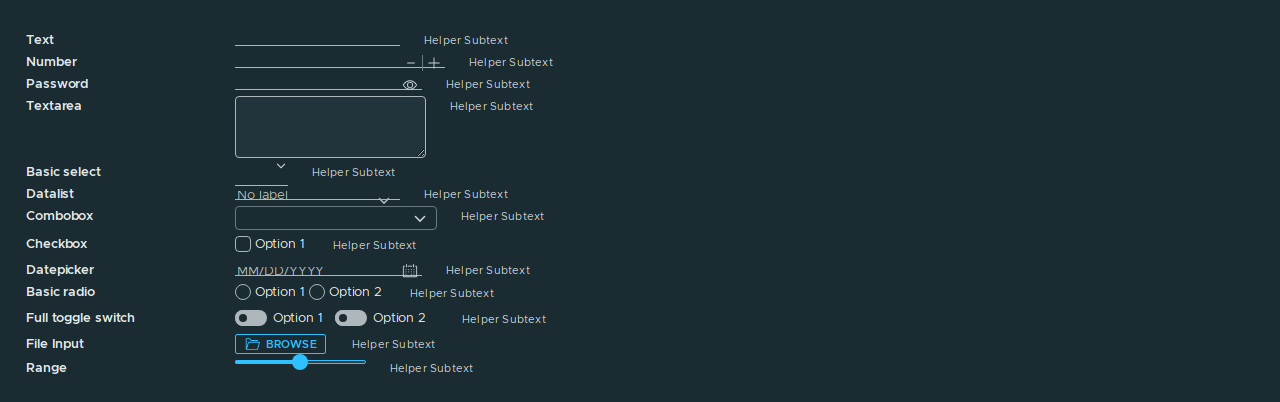 Text Helper Subtext
Number Helper Subtext
Password Helper Subtext
Textarea Helper Subtext
Basic select Helper Subtext
Datalist No label Helper Subtext
Combobox Helper Subtext
Checkbox Option 1 Helper Subtext
Datepicker MM/DD/YYYY Helper Subtext
Basic radio Option 1 Option 2 Helper Subtext
Full toggle switch Option 1 Option 2 Helper Subtext
File Input BROWSE Helper Subtext
Range Helper Subtext